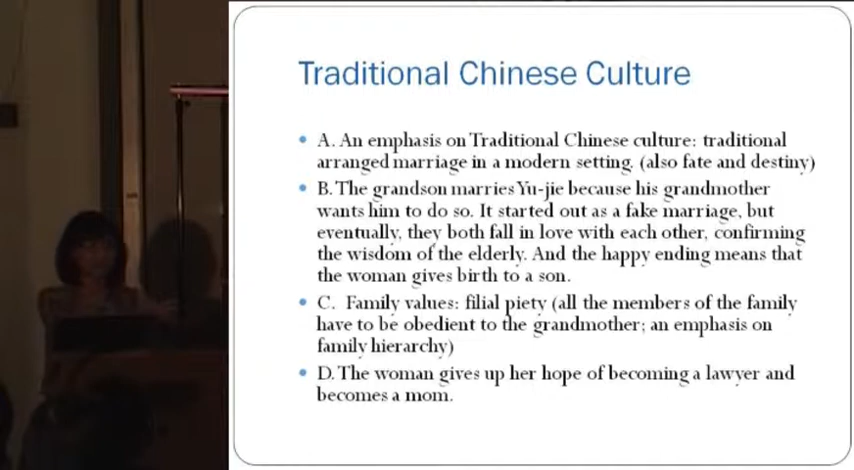 Traditional Chinese Culture
• A. An emphasis on Traditional Chinese culture: traditional
arranged marriage in a modern setting. (also fate and destiny)
• B. The grandson marries Yu-jie because his grandmother
wants him to do so. It started out as a fake marriage, but
eventually, they both fall in love with each other, confirming
the wisdom of the elderly. And the happy ending means that
the woman gives birth to a son.
• C. Family values: filial piety (all the members of the family
have to be obedient to the grandmother; an emphasis on
family hierarchy)
• D. The woman gives up her hope of becoming a lawyer and
becomes a mom.